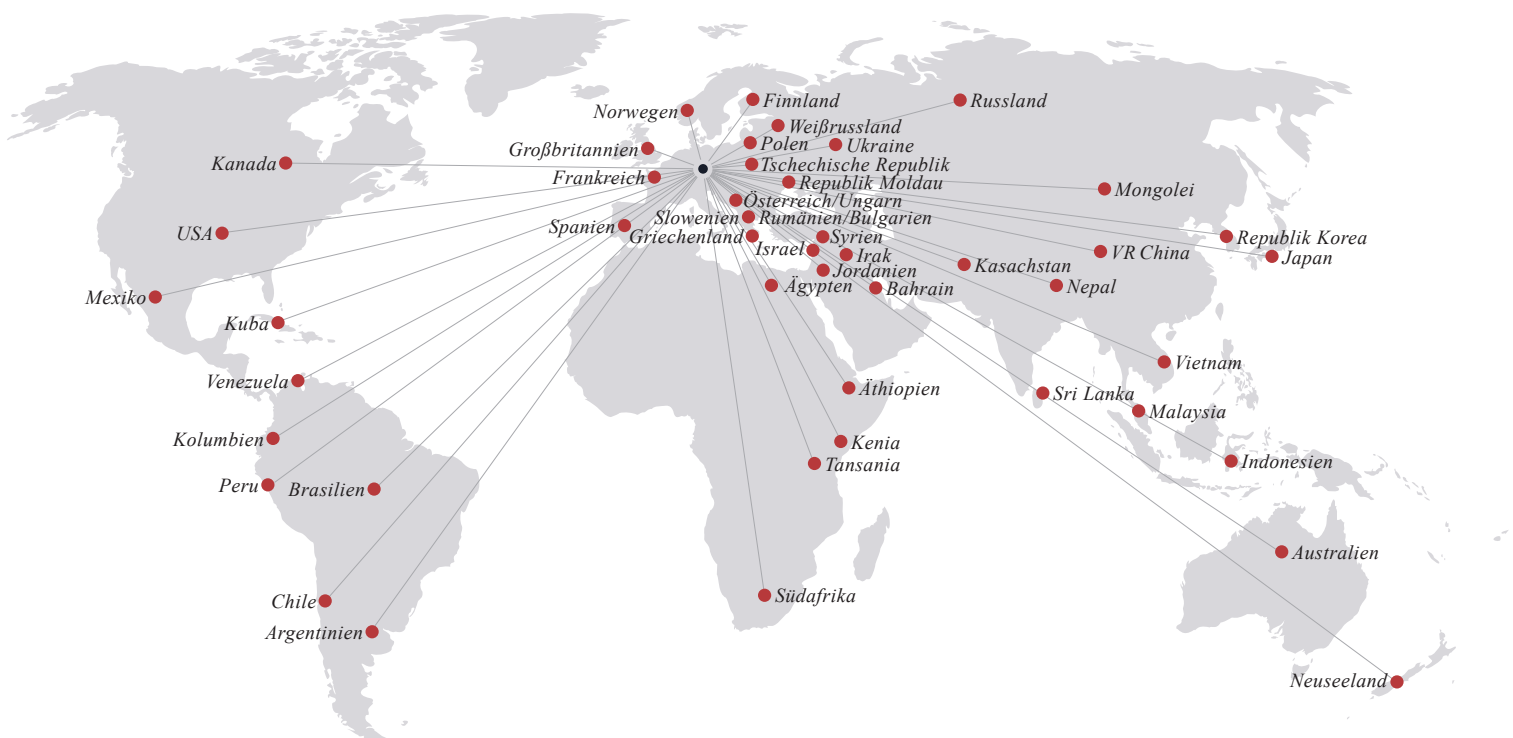 Finnland
Russland
Norwegen
Weißrussland
Polen
Ukraine
Großbritannien
Kanada
Tschechische Republik
Frankreich
Republik Moldau
Mongolei
Österreich/Ungarn
Slowenien
Rumänien/Bulgarien
Spanien
USA
Griechenland
Syrien
Republik Korea
Israel
Irak
VR China
Japan
Kasachstan
Jordanien
Ägypten
Bahrain
Nepal
Mexiko
Kuba
Vietnam
Venezuela
Äthiopien
Sri Lanka
Malaysia
Kolumbien
Kenia
Tansania
Indonesien
Peru
Brasilien
Australien
Südafrika
Chile
Argentinien
Neuseeland